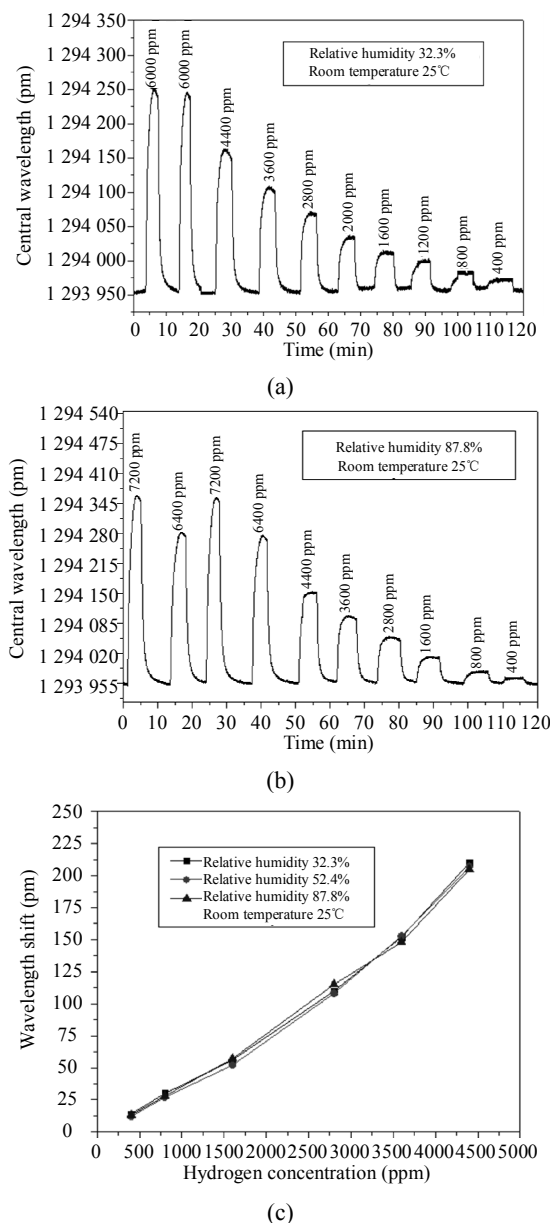 1 294 350
1 294 300
1 294 250
1 294 200
1 294 154
1 294 100
1 294 050
1 294 000
1 293 950
Central wavelength (pm)
6000 ppm
6000 ppm
4400 ppm
3600 ppm
2800 ppm
2000 ppm
1600 ppm
1200 ppm
800 ppm
400 ppm
Relative humidity 32.3%
Room temperature 25℃
0 10 20 30 40 50 60 70 80 90 100 110 120
Time (min)
(a)
1 294 540
1 294 475
1 294 410
1 294 345
1 294 280
1 294 215
1 294 150
1 294 085
1 294 020
1 293 955
Central wavelength (pm)
7200 ppm
6400 ppm
7200 ppm
6400 ppm
4400 ppm
3600 ppm
2800 ppm
1600 ppm
800 ppm
400 ppm
Relative humidity 87.8%
Room temperature 25℃
0 10 20 30 40 50 60 70 80 90 100 110 120
Time (min)
(b)
250
225
200
175
150
125
100
75
50
25
0
Wavelength shift (pm)
Relative humidity 32.3%
Relative humidity 52.4%
Relative humidity 87.8%
Room temperature 25℃
0 500 1000 1500 2000 2500 3000 3500 4000 4500 5000
Hydrogen concentration (ppm)
(c)